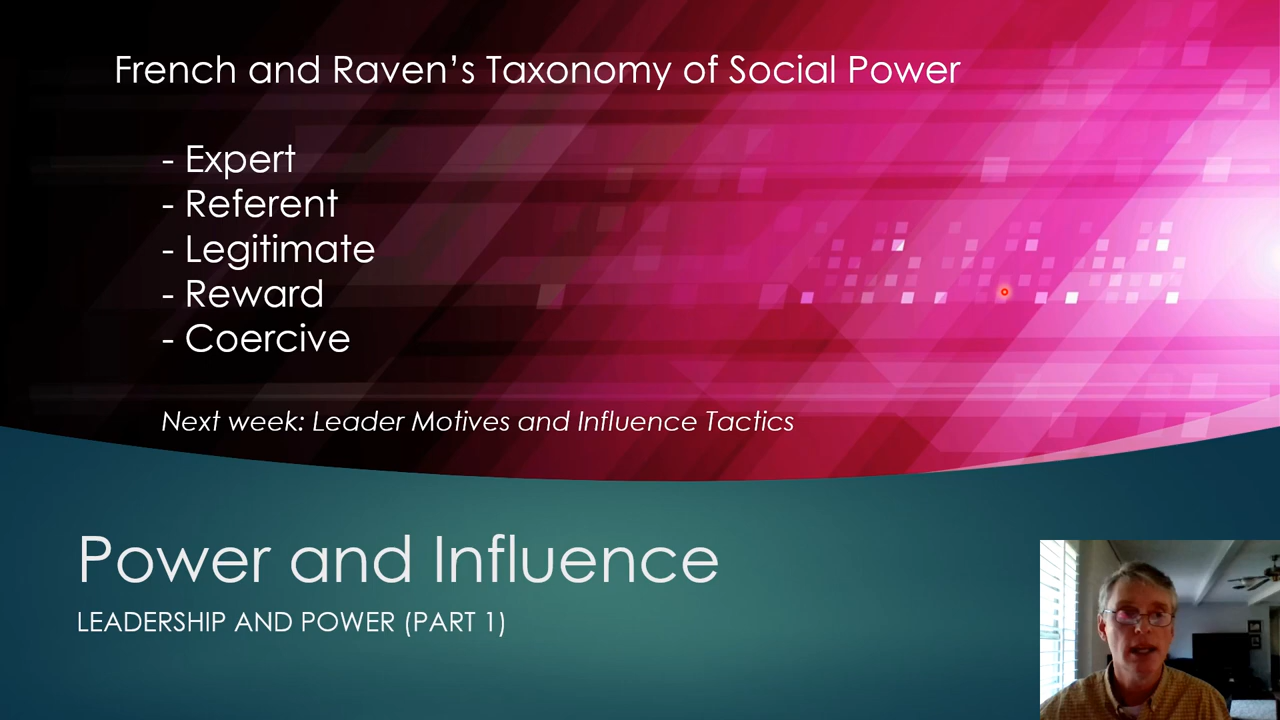 French and Raven’s Taxonomy of Social Power
- Expert
- Referent
- Legitimate
- Reward
- Coercive
Next week: Leader Motives and Influence Tactics
Power and Influence
LEADERSHIP AND POWER (PART 1)